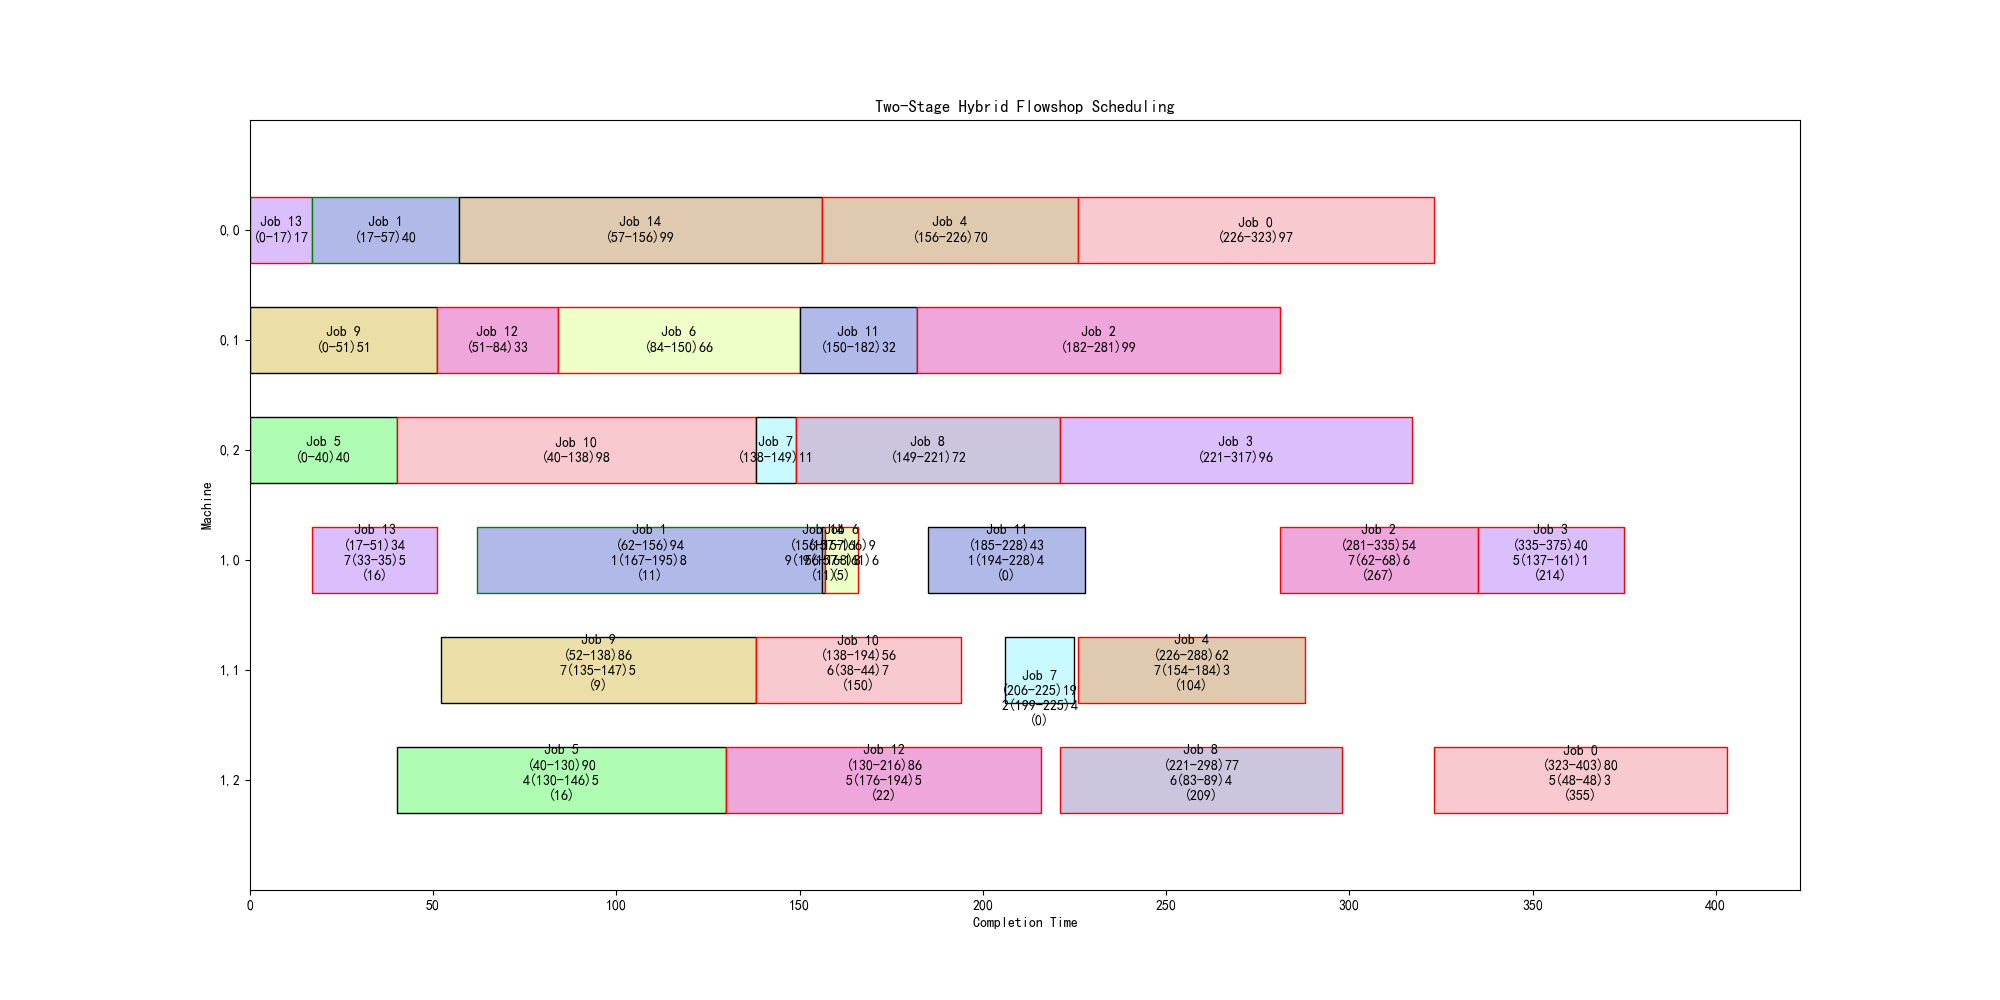 Two-Stage Hybrid Flowshop Scheduling
Machine
0,0
Job 13
(0-17)17
Job 1
(17-57)40
Job 14
(57-156)99
Job 4
(156-226)70
Job 0
(226-323)97
0,1
Job 9
(0-51)51
Job 12
(51-84)33
Job 6
(84-150)66
Job 11
(150-182)32
Job 2
(182-281)99
0,2
Job 5
(0-40)40
Job 10
(40-138)98
Job 7
(138-149)11
Job 8
(149-221)72
Job 3
(221-317)96
1,0
Job 13
(17-51)34
7(33-35)5
(16)
Job 1
(62-156)94
1(167-195)8
(11)
Job 14
(11)
Job 6
(5)
Job 11
(185-228)43
1(194-228)4
(0)
Job 2
(281-335)54
7(62-68)6
(267)
Job 3
(335-375)40
5(137-161)1
(214)
1,1
Job 9
(52-138)86
7(135-147)5
(9)
Job 10
(138-194)56
6(38-44)7
(150)
Job 7
(206-225)19
2(199-225)4
(0)
Job 4
(226-288)62
7(154-184)3
(104)
1,2
Job 5
(40-130)90
4(130-146)5
(16)
Job 12
(130-216)86
5(176-194)5
(22)
Job 8
(221-298)77
6(83-89)4
(209)
Job 0
(323-403)80
5(48-48)3
(355)
0
50
100
150
200
250
300
350
400
Completion Time